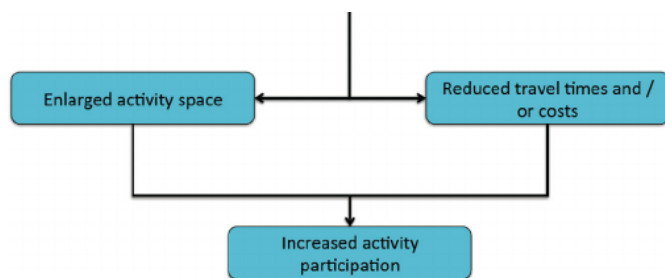 Enlarged activity space
Reduced travel times and /
or costs
Increased activity
participation